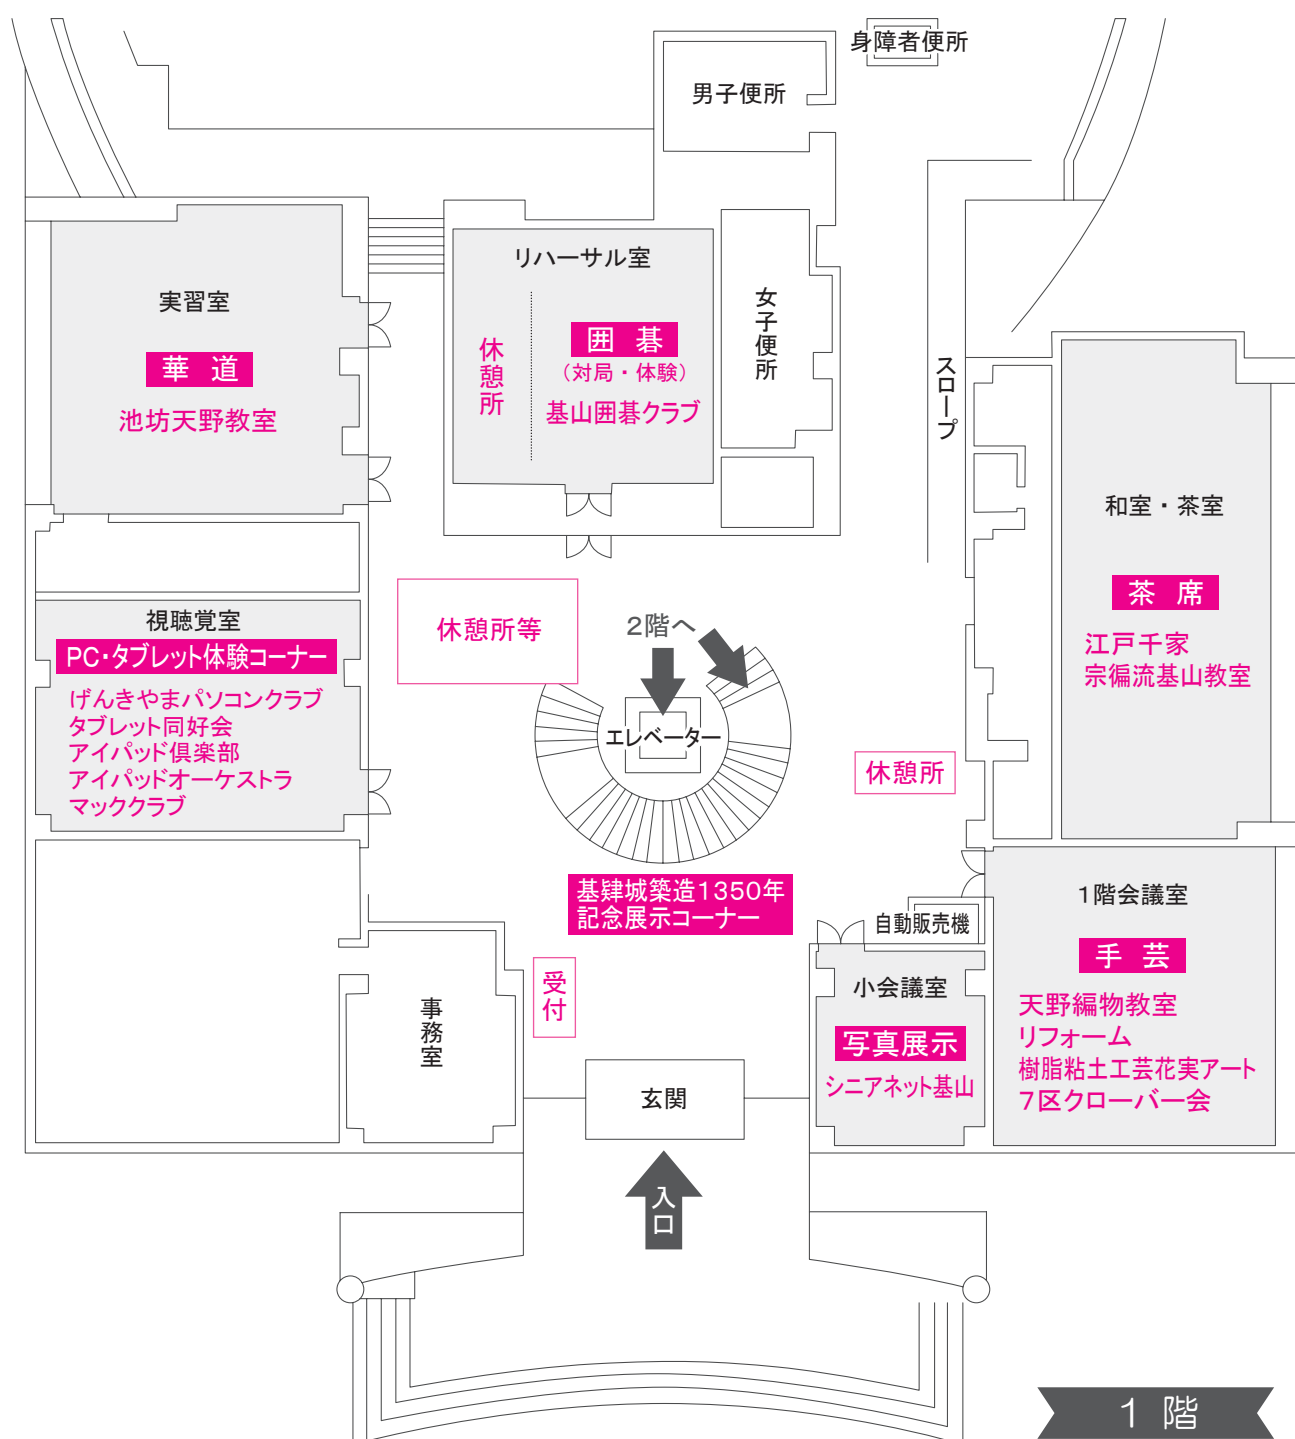 身障者便所
男子便所
リハーサル室
休憩所
囲 碁
（対局・体験）
基山囲碁クラブ
女子便所
スロープ
実習室
華 道
池坊天野教室
和室・茶室
茶 席
江戸千家
宗徧流基山教室
視聴覚室
PC・タブレット体験コーナー
げんきやまパソコンクラブ
タブレット同好会
アイパッド倶楽部
アイパッドオーケストラ
マッククラブ
休憩所等
2階へ
エレベーター
休憩所
基肄城築造1350年
記念展示コーナー
自動販売機
1階会議室
手 芸
天野編物教室
リフォーム
樹脂粘土工芸花実アート
7区クローバー会
小会議室
写真展示
シニアネット基山
受付
事務室
玄関
入口
1 階